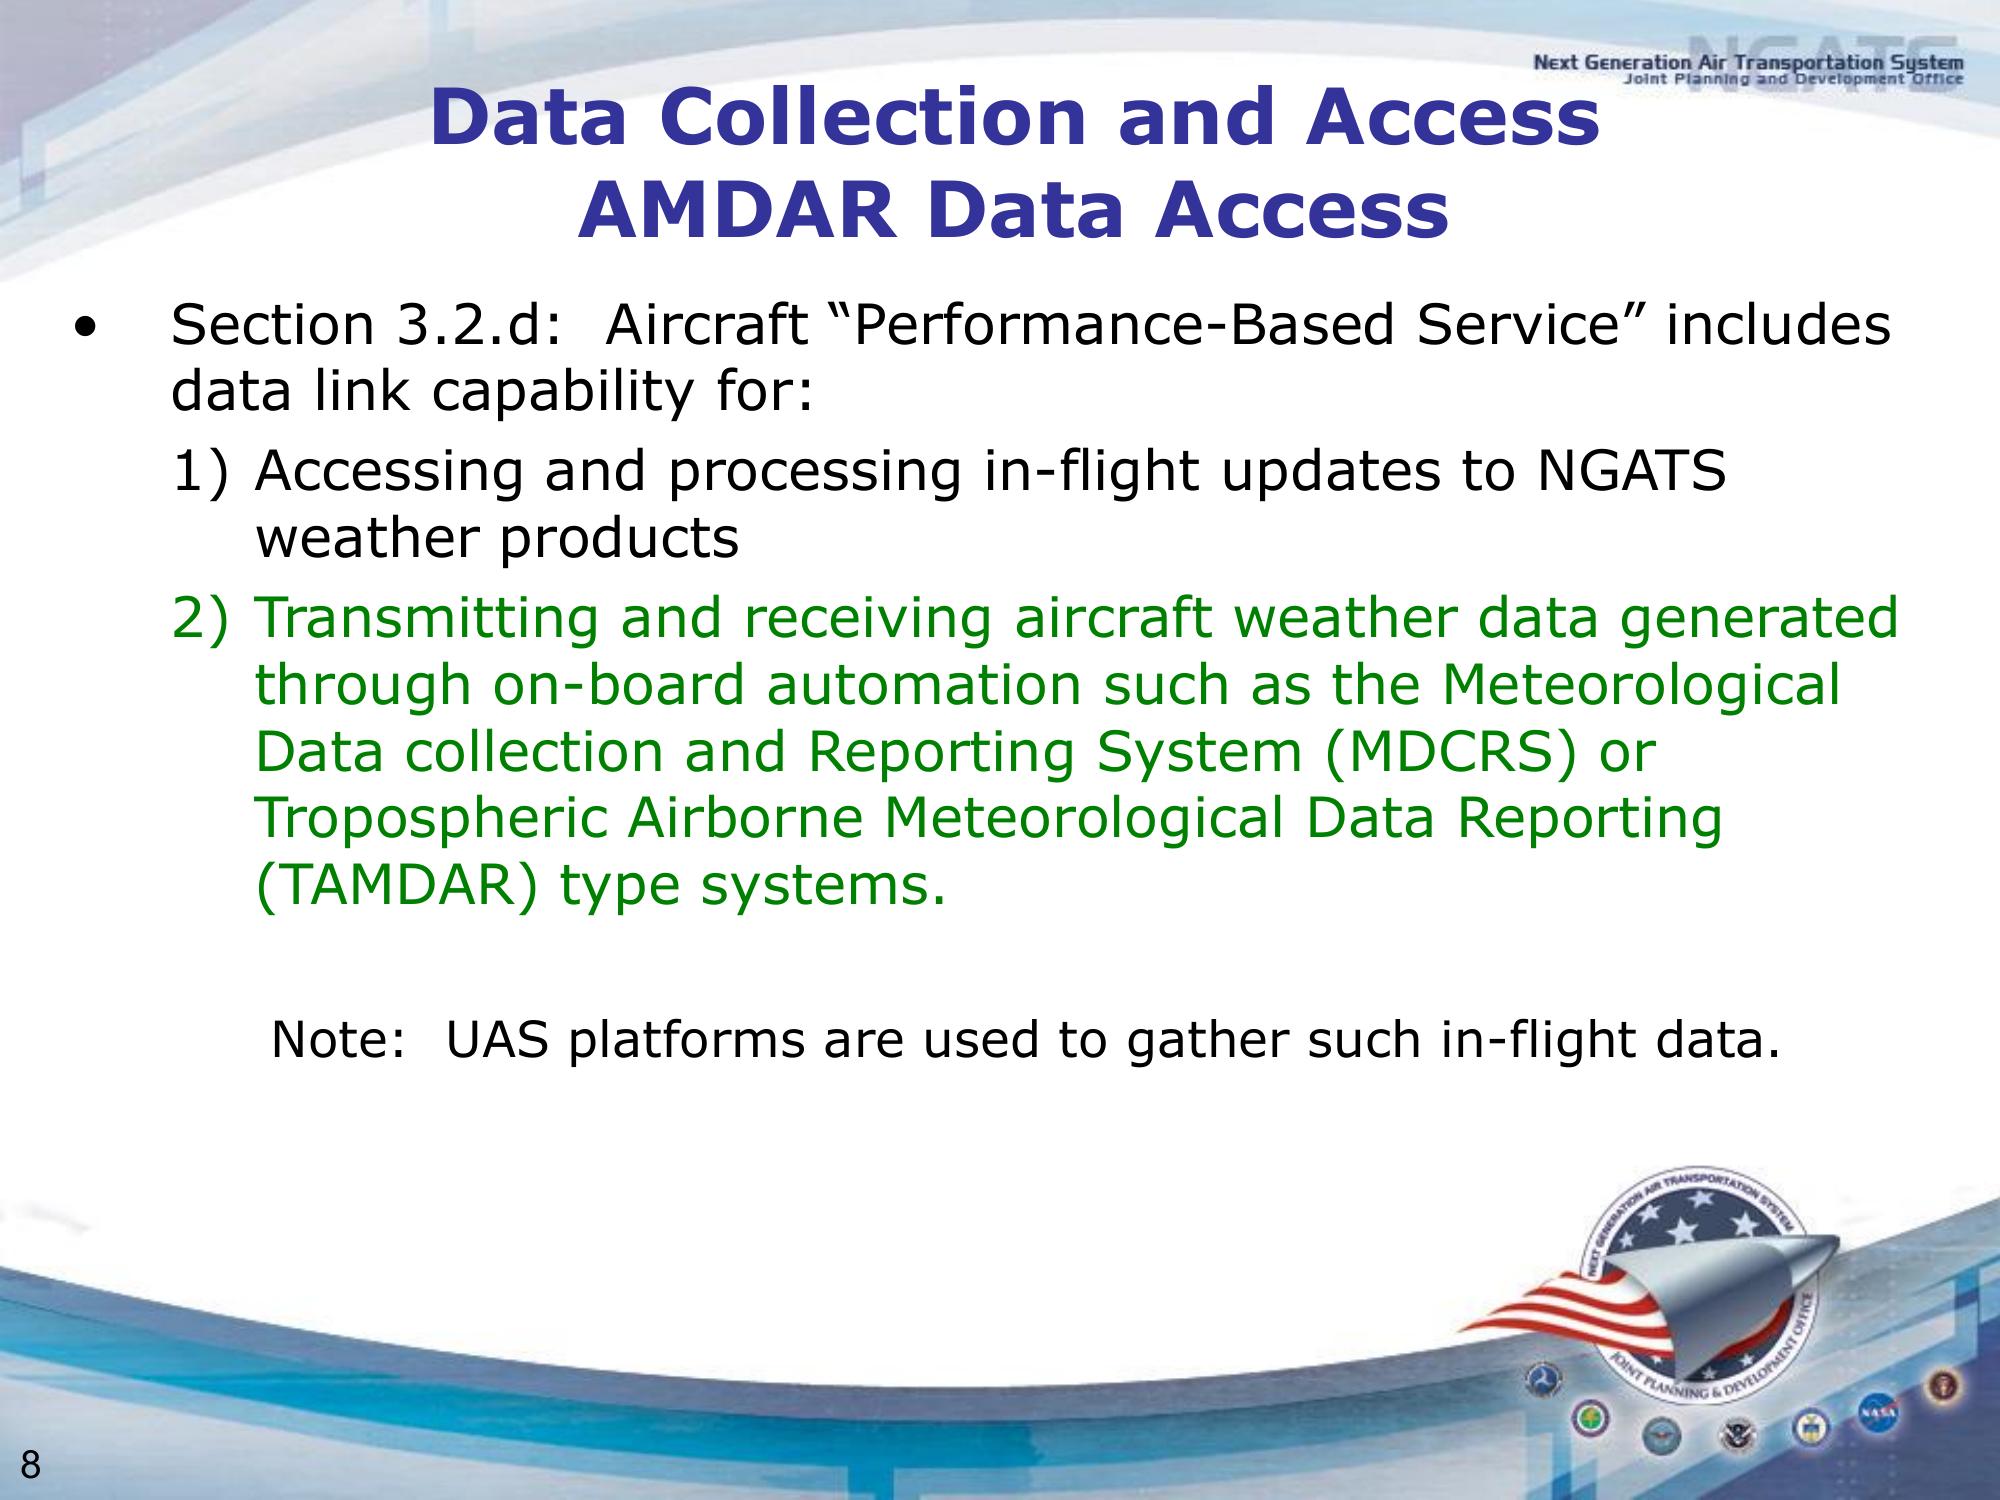 NGATS
Next Generation Air Transportation System
Joint Planning and Development Office
Data Collection and Access
AMDAR Data Access
• Section 3.2.d:  Aircraft “Performance-Based Service” includes
data link capability for:
1) Accessing and processing in-flight updates to NGATS
weather products
2) Transmitting and receiving aircraft weather data generated
through on-board automation such as the Meteorological
Data collection and Reporting System (MDCRS) or
Tropospheric Airborne Meteorological Data Reporting
(TAMDAR) type systems.
Note:  UAS platforms are used to gather such in-flight data.
NEXT GENERATION AIR TRANSPORTATION SYSTEM
JOINT PLANNING & DEVELOPMENT OFFICE
NASA
8